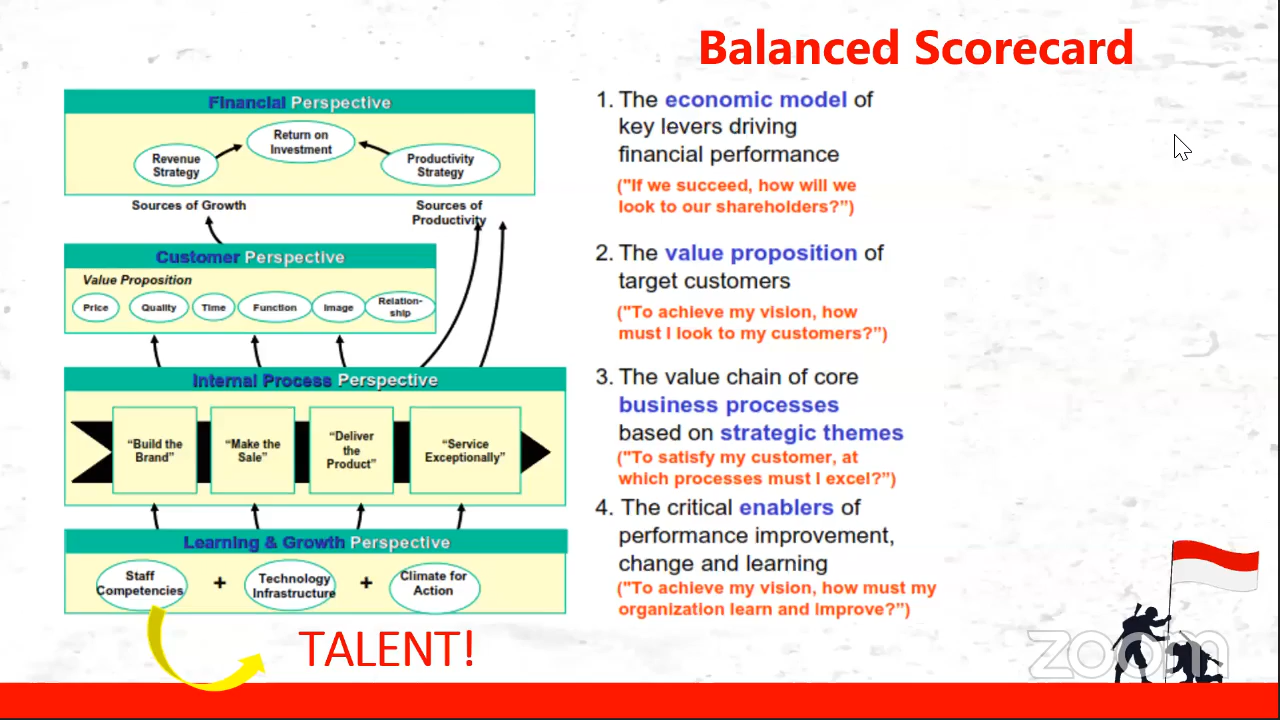 Balanced Scorecard
Financial Perspective
Return on
Investment
Revenue
Strategy
Productivity
Strategy
Sources of Growth
Sources of
Productivity
Customer Perspective
Value Proposition
Price
Quality
Time
Function
Image
Relation-
ship
Internal Process Perspective
“Build the
Brand”
“Make the
Sale”
“Deliver
the
Product”
“Service
Exceptionally”
Learning & Growth Perspective
Staff
Competencies
+
Technology
Infrastructure
+
Climate for
Action
TALENT!
1. The economic model of
key levers driving
financial performance
("If we succeed, how will we
look to our shareholders?”)
2. The value proposition of
target customers
("To achieve my vision, how
must I look to my customers?”)
3. The value chain of core
business processes
based on strategic themes
("To satisfy my customer, at
which processes must I excel?”)
4. The critical enablers of
performance improvement,
change and learning
("To achieve my vision, how must my
organization learn and improve?”)
zoom